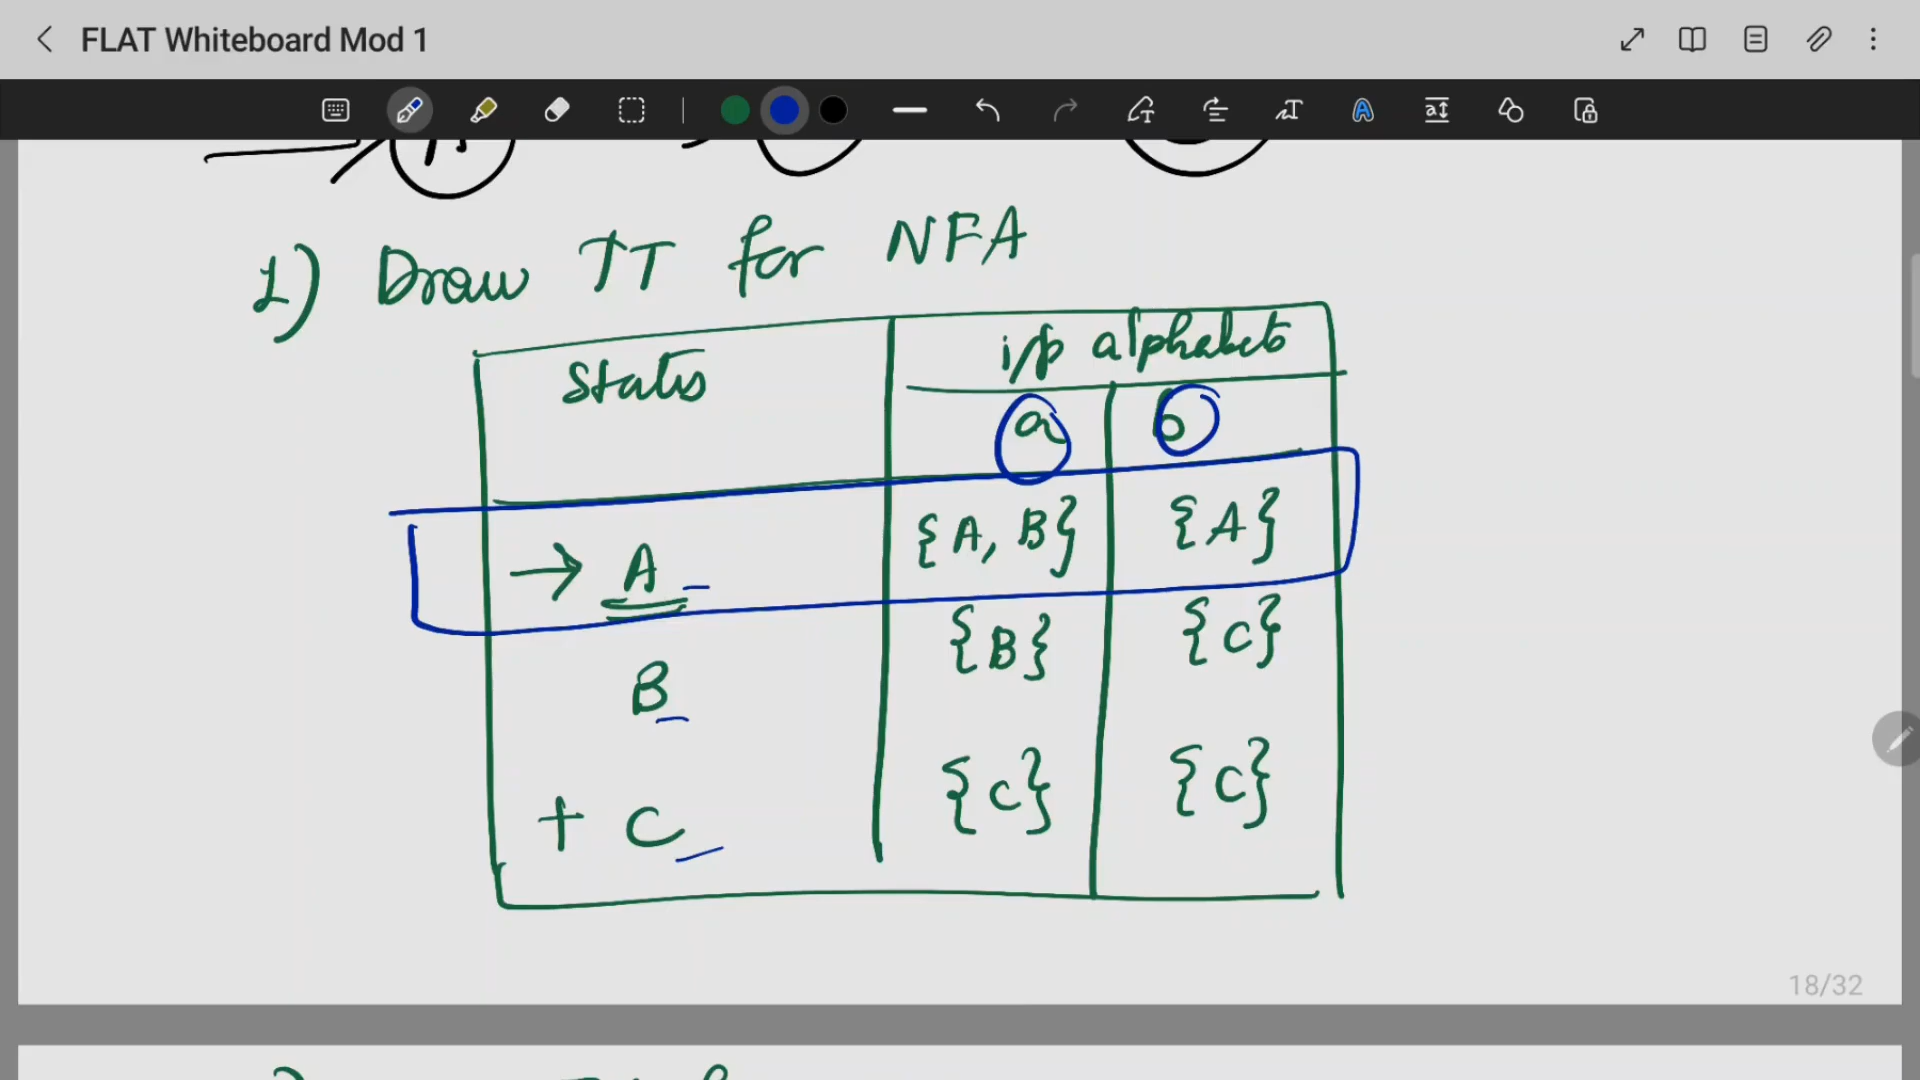 FLAT Whiteboard Mod 1
1) Draw TT for NFA
States i/p alphabets
a b
→ A {A, B} {A}
B {B} {C}
+ C {C} {C}
18/32